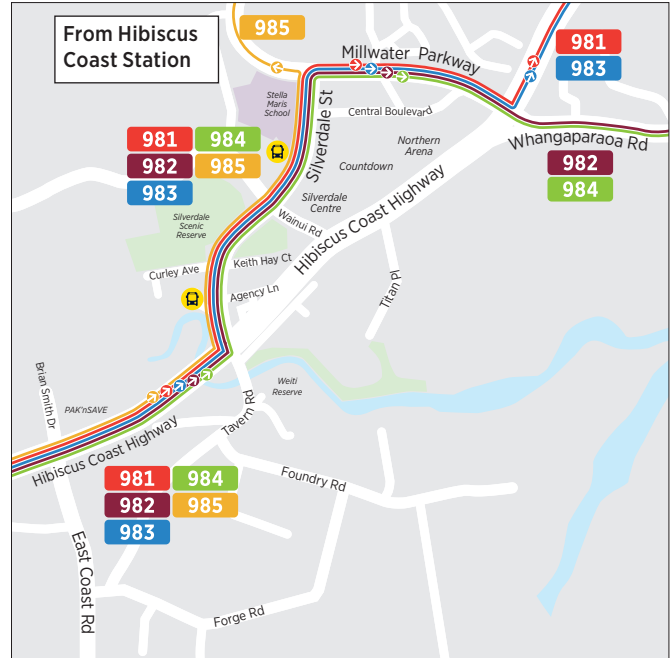 From Hibiscus
Coast Station
985
Millwater Parkway
981
983
Stella
Maris
School
Silverdale St
Central Boulevard
Northern
Arena
Whangaparaoa Rd
981 984
982 985
983
Countdown
982
984
Silverdale
Centre
Hibiscus Coast Highway
Silverdale
Scenic
Reserve
Wainui Rd
Keith Hay Ct
Curley Ave
Agency Ln
Titan Pl
Brian Smith Dr
Weiti
Reserve
PAK'nSAVE
Tavern Rd
Hibiscus Coast Highway
981 984
982 985
983
Foundry Rd
East Coast Rd
Forge Rd